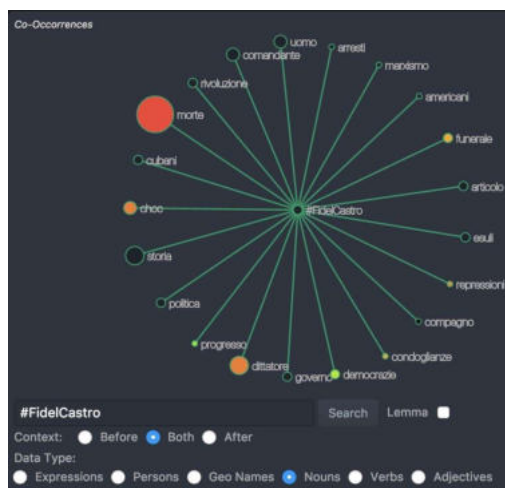 Co-Occorrences
uomo
arresti
comandante
marxismo
rivoluzione
americani
morte
funerale
cubani
articolo
choc
#FidelCastro
esuli
storia
repressioni
politica
compagno
progresso
condoglianze
dittatore
democrazie
governo
#FidelCastro Search Lemma
Context: Before Both After
Data Type:
Expressions Persons Geo Names Nouns Verbs Adjectives